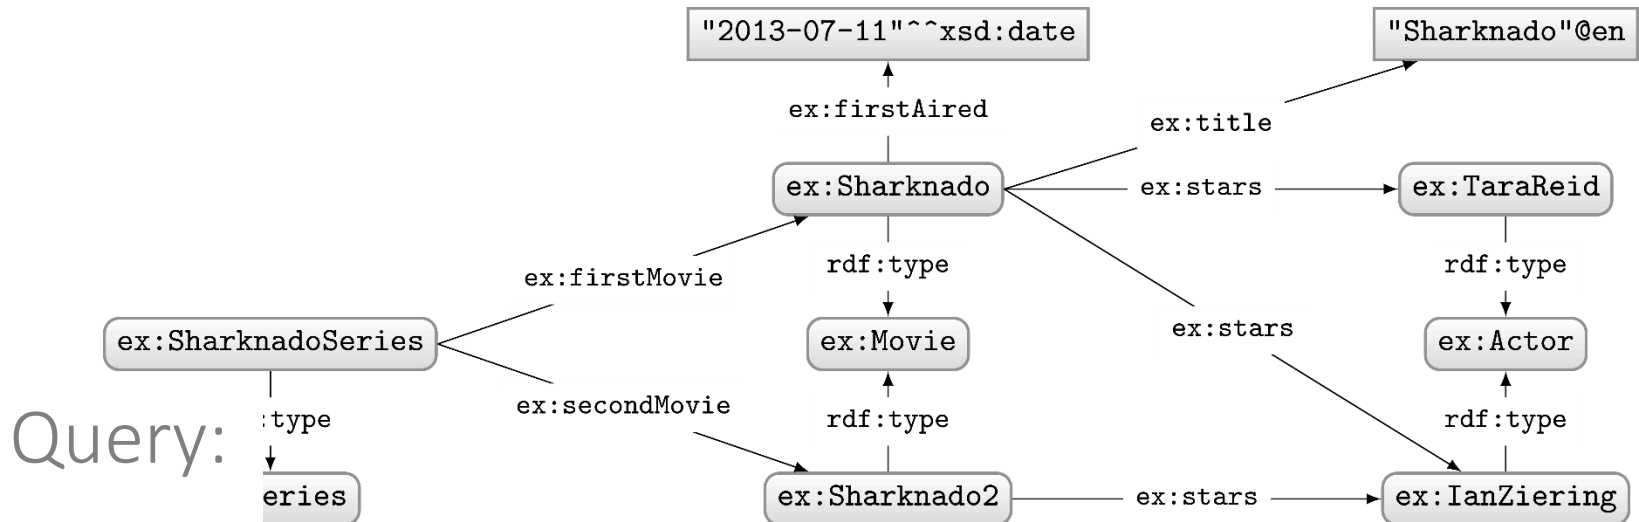 "2013-07-11"^^xsd:date
"Sharknado"@en
ex:firstAired
ex:title
ex:Sharknado
ex:stars
ex:TaraReid
rdf:type
rdf:type
ex:firstMovie
ex:stars
ex:SharknadoSeries
ex:Movie
ex:Actor
ex:secondMovie
:type
rdf:type
rdf:type
Query:
eries
ex:Sharknado2
ex:stars
ex:IanZiering